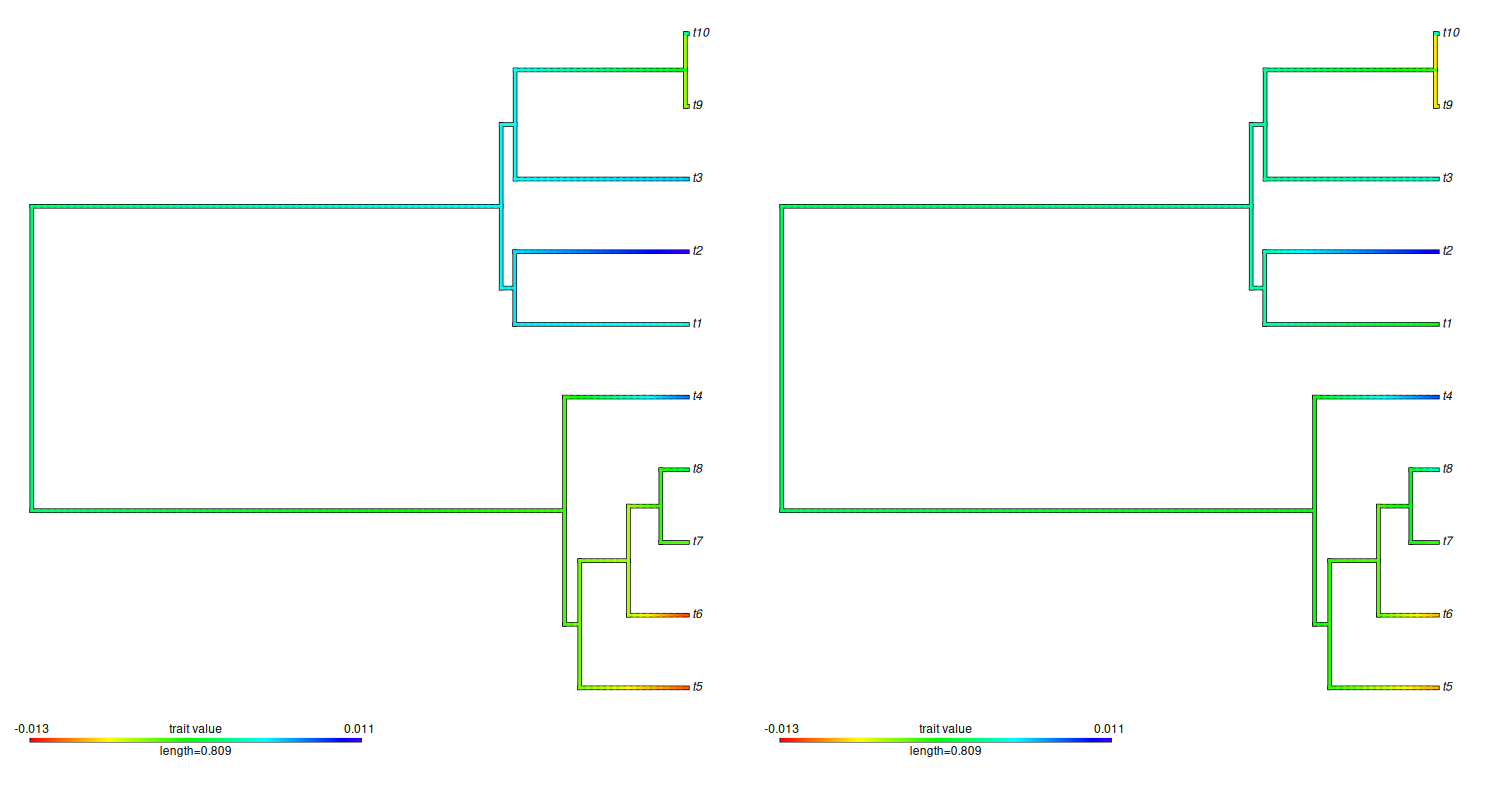 t10
t9
t3
t2
t1
t4
t8
t7
t6
t5
-0.013 trait value 0.011
length=0.809
t10
t9
t3
t2
t1
t4
t8
t7
t6
t5
-0.013 trait value 0.011
length=0.809